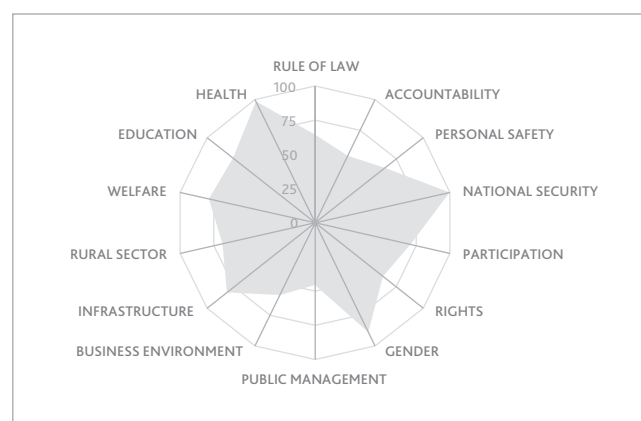 RULE OF LAW
100
HEALTH
ACCOUNTABILITY
75
EDUCATION
PERSONAL SAFETY
50
WELFARE
NATIONAL SECURITY
25
0
RURAL SECTOR
PARTICIPATION
INFRASTRUCTURE
RIGHTS
BUSINESS ENVIRONMENT
GENDER
PUBLIC MANAGEMENT